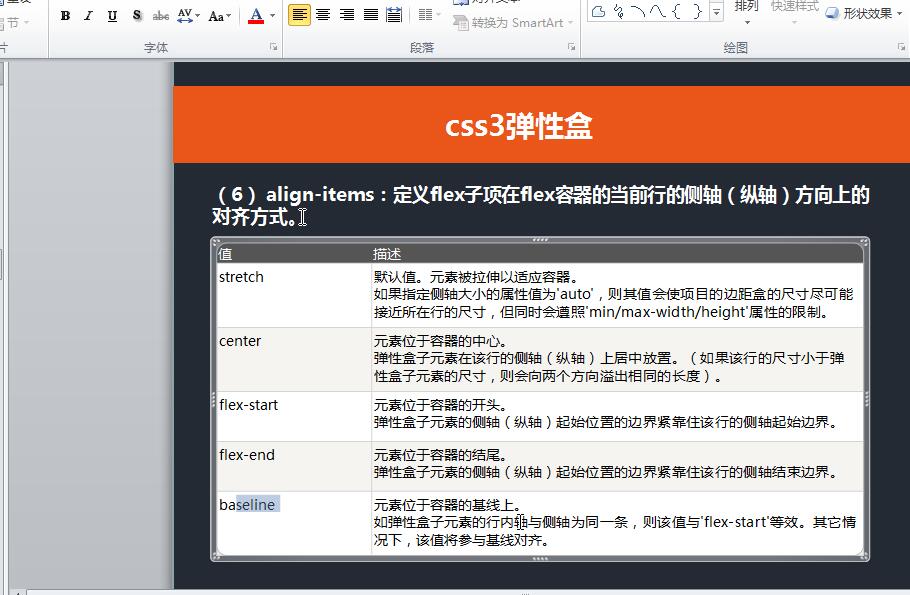 B I U S abc AV Aa A
转换为 SmartArt
排列 快速样式
形状效果
字体 段落 绘图
css3弹性盒
（6） align-items：定义flex子项在flex容器的当前行的侧轴（纵轴）方向上的
对齐方式。
值 描述
stretch 默认值。元素被拉伸以适应容器。
如果指定侧轴大小的属性值为'auto'，则其值会使项目的边距盒的尺寸尽可能
接近所在行的尺寸，但同时会遵照'min/max-width/height'属性的限制。
center 元素位于容器的中心。
弹性盒子元素在该行的侧轴（纵轴）上居中放置。（如果该行的尺寸小于弹
性盒子元素的尺寸，则会向两个方向溢出相同的长度）。
flex-start 元素位于容器的开头。
弹性盒子元素的侧轴（纵轴）起始位置的边界紧靠住该行的侧轴起始边界。
flex-end 元素位于容器的结尾。
弹性盒子元素的侧轴（纵轴）起始位置的边界紧靠住该行的侧轴结束边界。
baseline 元素位于容器的基线上。
如弹性盒子元素的行内轴与侧轴为同一条，则该值与'flex-start'等效。其它情
况下，该值将参与基线对齐。